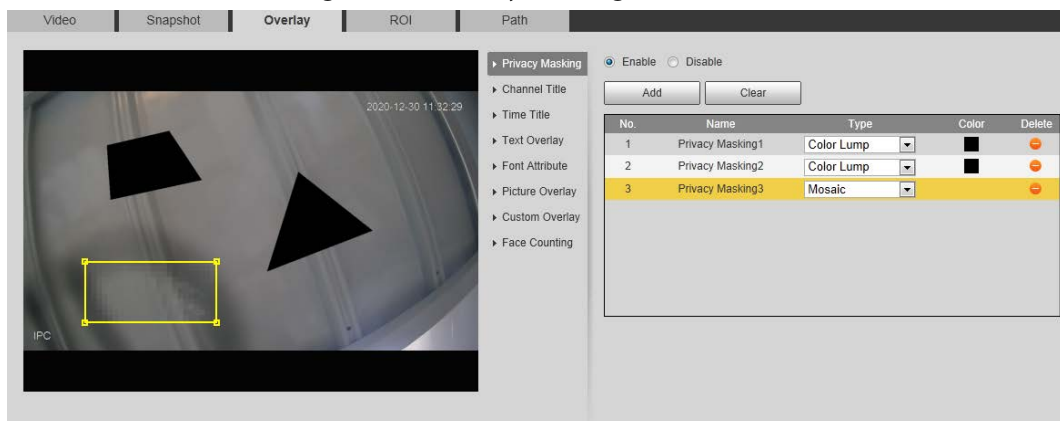 Video Snapshot Overlay ROI Path
2020-12-30 11:32:29
IPC
Privacy Masking
Channel Title
Time Title
Text Overlay
Font Attribute
Picture Overlay
Custom Overlay
Face Counting
Enable Disable
Add Clear
No. Name Type Color Delete
1 Privacy Masking1 Color Lump
2 Privacy Masking2 Color Lump
3 Privacy Masking3 Mosaic